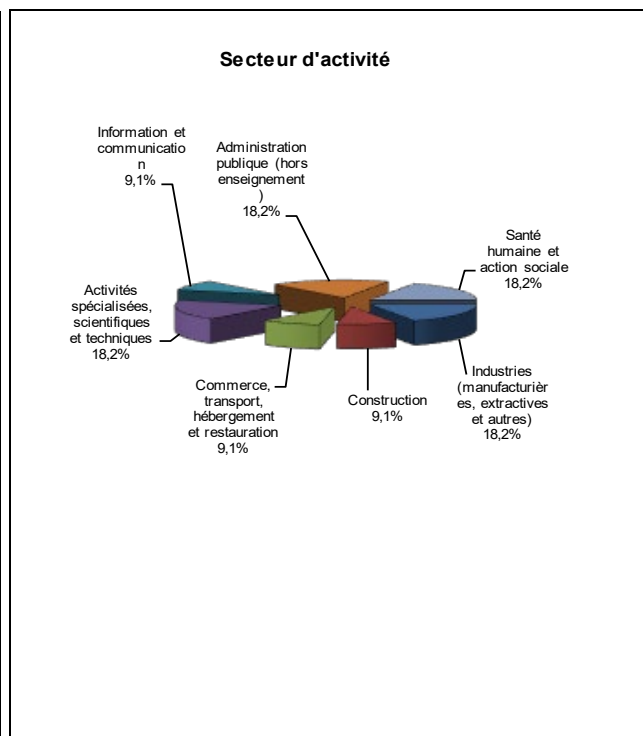 Secteur d'activité
Information et
communicatio
n
9,1%
Administration
publique (hors
enseignement
)
18,2%
Santé
humaine et
action sociale
18,2%
Activités
spécialisées,
scientifiques
et techniques
18,2%
Commerce,
transport,
hébergement
et restauration
9,1%
Construction
9,1%
Industries
(manufacturièr
es, extractives
et autres)
18,2%